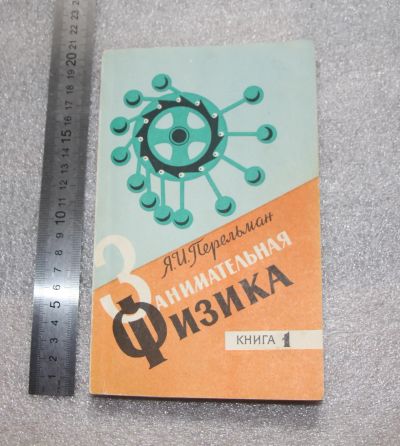 Я.И.Перельман
ЗАНИМАТЕЛЬНАЯ
ФИЗИКА
КНИГА 1
1 2 3 4 5 6 7 8 9 10 11 12 13 14 15 16 17 18 19 20 21 22 23